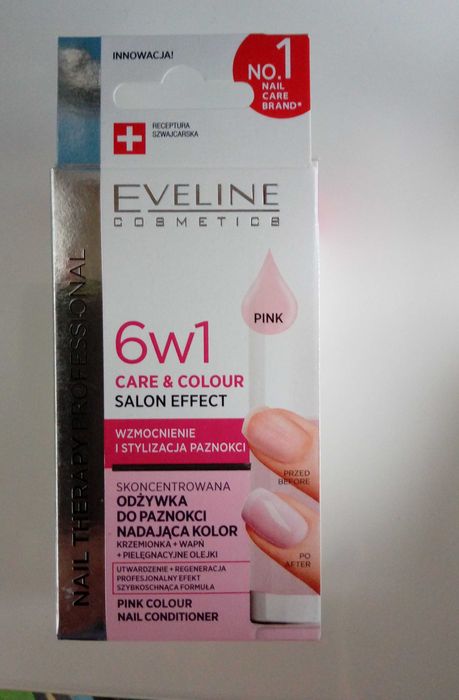 INNOWACJA!
NO.1
NAIL
CARE
BRAND*
RECEPTURA
SZWAJCARSKA
EVELINE
COSMETICS
NAIL THERAPY PROFESSIONAL
PINK
6w1
CARE & COLOUR
SALON EFFECT
WZMOCNIENIE
I STYLIZACJA PAZNOKCI
PRZED
BEFORE
SKONCENTROWANA
ODŻYWKA
DO PAZNOKCI
NADAJĄCA KOLOR
KRZEMIONKA + WAPŃ
+ PIELĘGNACYJNE OLEJKI
PO
AFTER
UTWARDZENIE + REGENERACJA
PROFESJONALNY EFEKT
SZYBKOSCHNĄCA FORMUŁA
PINK COLOUR
NAIL CONDITIONER